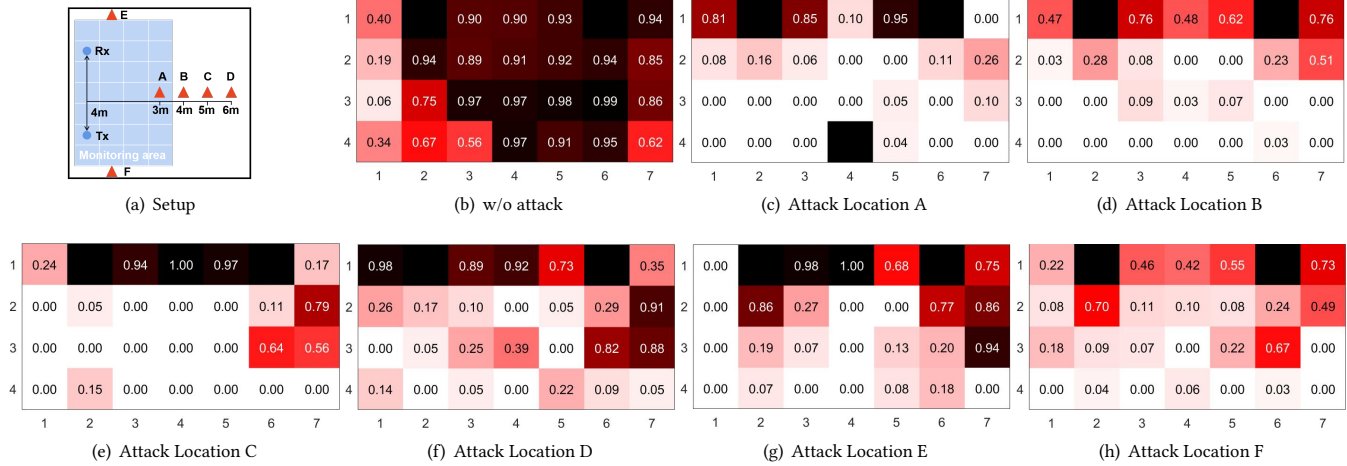 E
Rx
A B C D
4m
3m 4m 5m 6m
Tx
Monitoring area
F
(a) Setup
1 0.40 0.90 0.90 0.93 0.94
2 0.19 0.94 0.89 0.91 0.92 0.94 0.85
3 0.06 0.75 0.97 0.97 0.98 0.99 0.86
4 0.34 0.67 0.56 0.97 0.91 0.95 0.62
1 2 3 4 5 6 7
(b) w/o attack
1 0.81 0.85 0.10 0.95 0.00
2 0.08 0.16 0.06 0.00 0.00 0.11 0.26
3 0.00 0.00 0.00 0.00 0.05 0.00 0.10
4 0.00 0.00 0.00 0.04 0.00 0.00
1 2 3 4 5 6 7
(c) Attack Location A
1 0.47 0.76 0.48 0.62 0.76
2 0.03 0.28 0.08 0.00 0.00 0.23 0.51
3 0.00 0.00 0.09 0.03 0.07 0.00 0.00
4 0.00 0.00 0.00 0.00 0.00 0.03 0.00
1 2 3 4 5 6 7
(d) Attack Location B
1 0.24 0.94 1.00 0.97 0.17
2 0.00 0.05 0.00 0.00 0.00 0.11 0.79
3 0.00 0.00 0.00 0.00 0.00 0.64 0.56
4 0.00 0.15 0.00 0.00 0.00 0.00 0.00
1 2 3 4 5 6 7
(e) Attack Location C
1 0.98 0.89 0.92 0.73 0.35
2 0.26 0.17 0.10 0.00 0.05 0.29 0.91
3 0.00 0.05 0.25 0.39 0.00 0.82 0.88
4 0.14 0.00 0.05 0.00 0.22 0.09 0.05
1 2 3 4 5 6 7
(f) Attack Location D
1 0.00 0.98 1.00 0.68 0.75
2 0.00 0.86 0.27 0.00 0.00 0.77 0.86
3 0.00 0.19 0.07 0.00 0.13 0.20 0.94
4 0.00 0.07 0.00 0.00 0.08 0.18 0.00
1 2 3 4 5 6 7
(g) Attack Location E
1 0.22 0.46 0.42 0.55 0.73
2 0.08 0.70 0.11 0.10 0.08 0.24 0.49
3 0.18 0.09 0.07 0.00 0.22 0.67 0.00
4 0.00 0.04 0.00 0.06 0.00 0.03 0.00
1 2 3 4 5 6 7
(h) Attack Location F